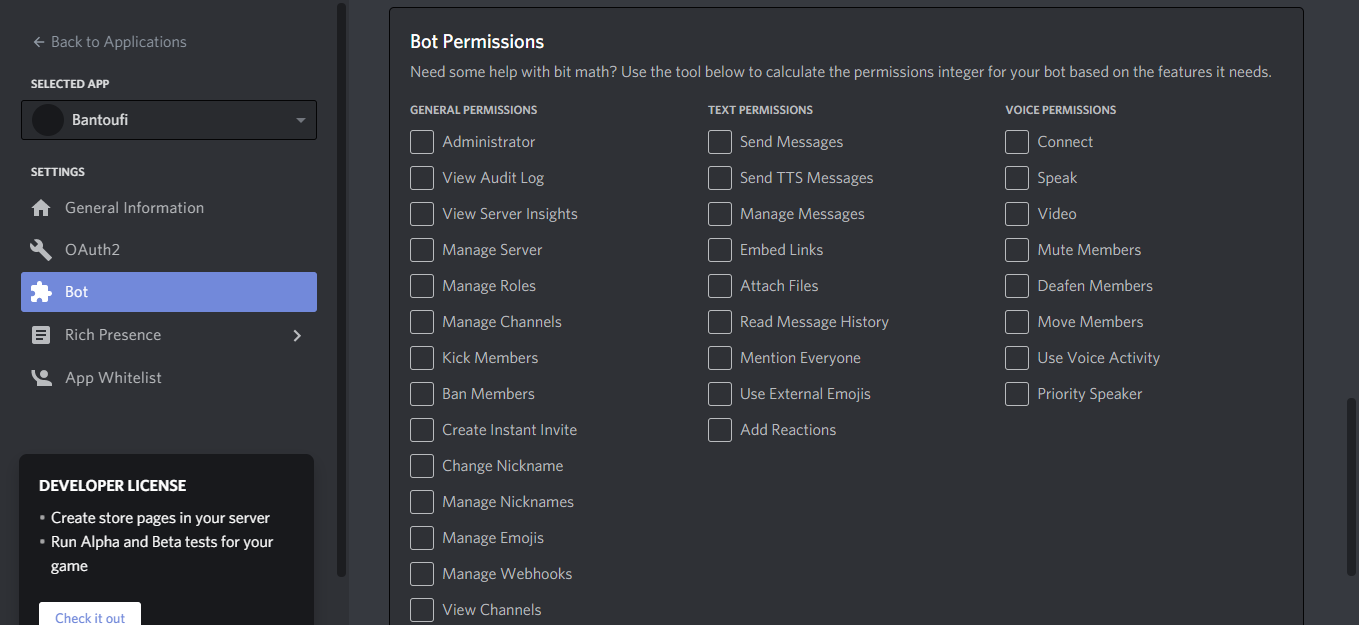 Back to Applications
SELECTED APP
Bantoufi
SETTINGS
General Information
OAuth2
Bot
Rich Presence
App Whitelist
DEVELOPER LICENSE
• Create store pages in your server
• Run Alpha and Beta tests for your
game
Check it out
Bot Permissions
Need some help with bit math? Use the tool below to calculate the permissions integer for your bot based on the features it needs.
GENERAL PERMISSIONS
Administrator
View Audit Log
View Server Insights
Manage Server
Manage Roles
Manage Channels
Kick Members
Ban Members
Create Instant Invite
Change Nickname
Manage Nicknames
Manage Emojis
Manage Webhooks
View Channels
TEXT PERMISSIONS
Send Messages
Send TTS Messages
Manage Messages
Embed Links
Attach Files
Read Message History
Mention Everyone
Use External Emojis
Add Reactions
VOICE PERMISSIONS
Connect
Speak
Video
Mute Members
Deafen Members
Move Members
Use Voice Activity
Priority Speaker